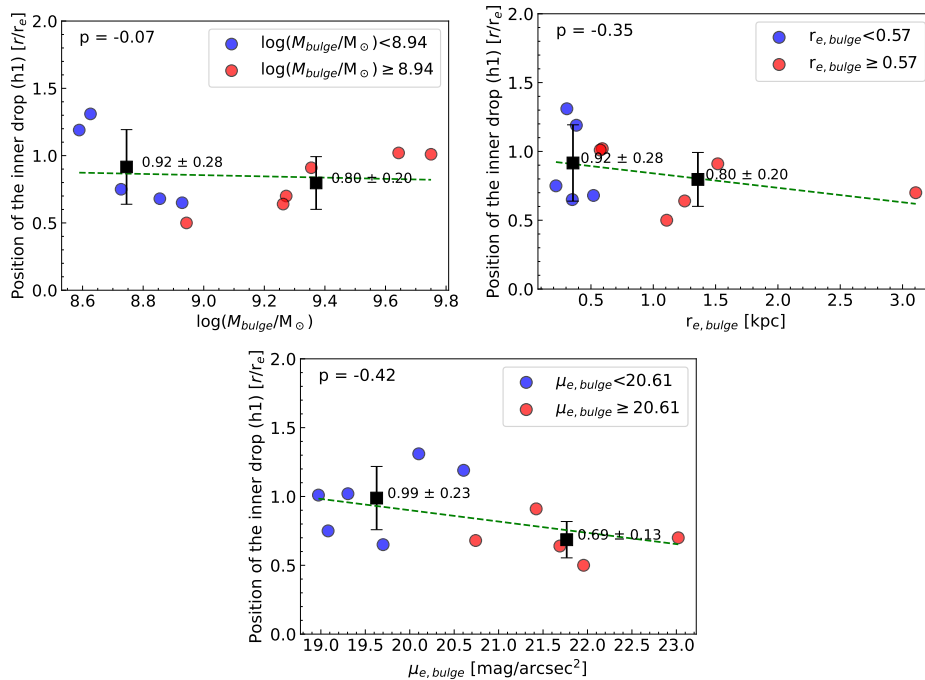 Position of the inner drop (h1) [r/r_e]
p = -0.07
log(M_bulge/M⊙)<8.94
log(M_bulge/M⊙) ≥ 8.94
0.92 ± 0.28
0.80 ± 0.20
2.0
1.5
1.0
0.5
0.0
8.6 8.8 9.0 9.2 9.4 9.6 9.8
log(M_bulge/M⊙)
Position of the inner drop (h1) [r/r_e]
p = -0.35
r_e,bulge<0.57
r_e,bulge ≥ 0.57
0.92 ± 0.28
0.80 ± 0.20
2.0
1.5
1.0
0.5
0.0
0.5 1.0 1.5 2.0 2.5 3.0
r_e,bulge [kpc]
Position of the inner drop (h1) [r/r_e]
p = -0.42
μ_e,bulge<20.61
μ_e,bulge ≥ 20.61
0.99 ± 0.23
0.69 ± 0.13
2.0
1.5
1.0
0.5
0.0
19.0 19.5 20.0 20.5 21.0 21.5 22.0 22.5 23.0
μ_e,bulge [mag/arcsec²]